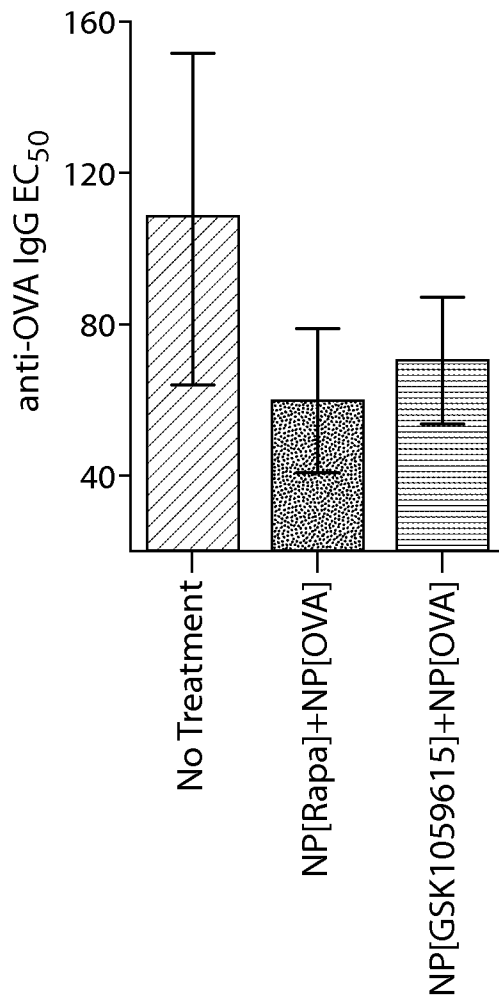 160
120
80
40
anti-OVA IgG EC50
No Treatment
NP[Rapa]+NP[OVA]
NP[GSK1059615]+NP[OVA]